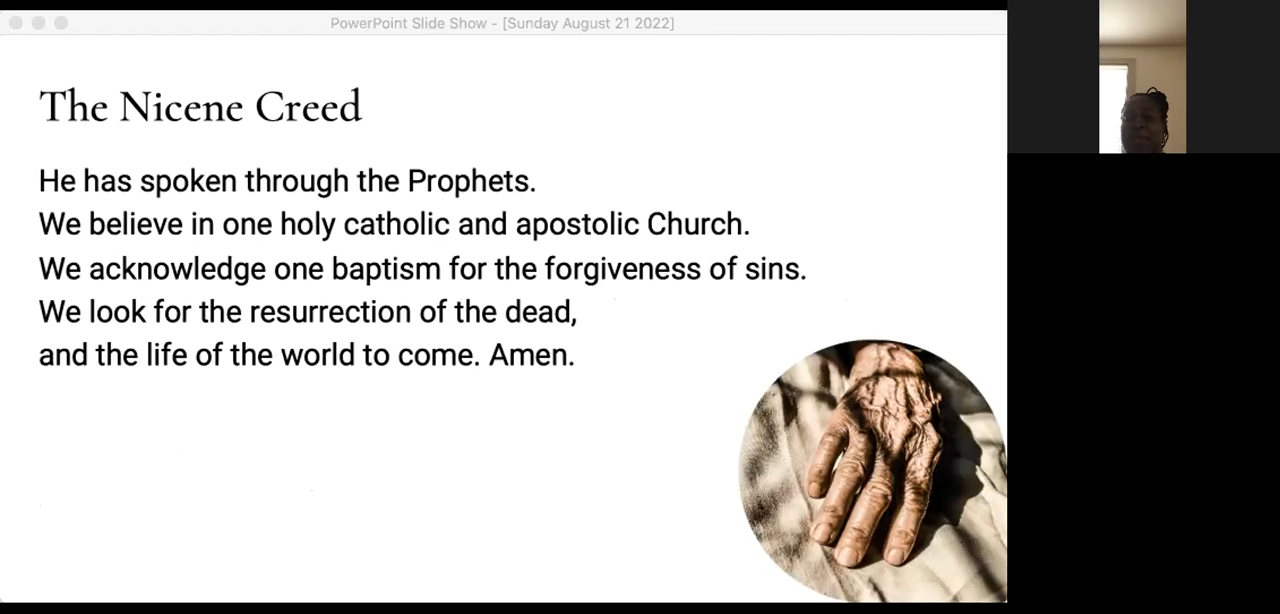 PowerPoint Slide Show - [Sunday August 21 2022]
The Nicene Creed
He has spoken through the Prophets.
We believe in one holy catholic and apostolic Church.
We acknowledge one baptism for the forgiveness of sins.
We look for the resurrection of the dead,
and the life of the world to come. Amen.